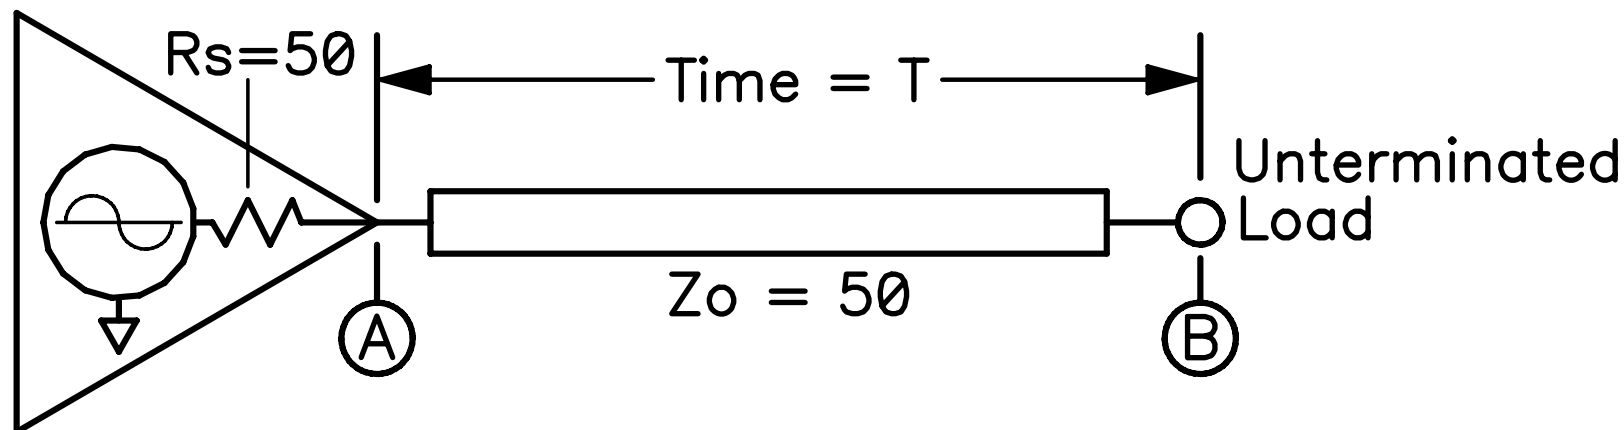 Rs=50
Time = T
Unterminated
Load
Zo = 50
A
B